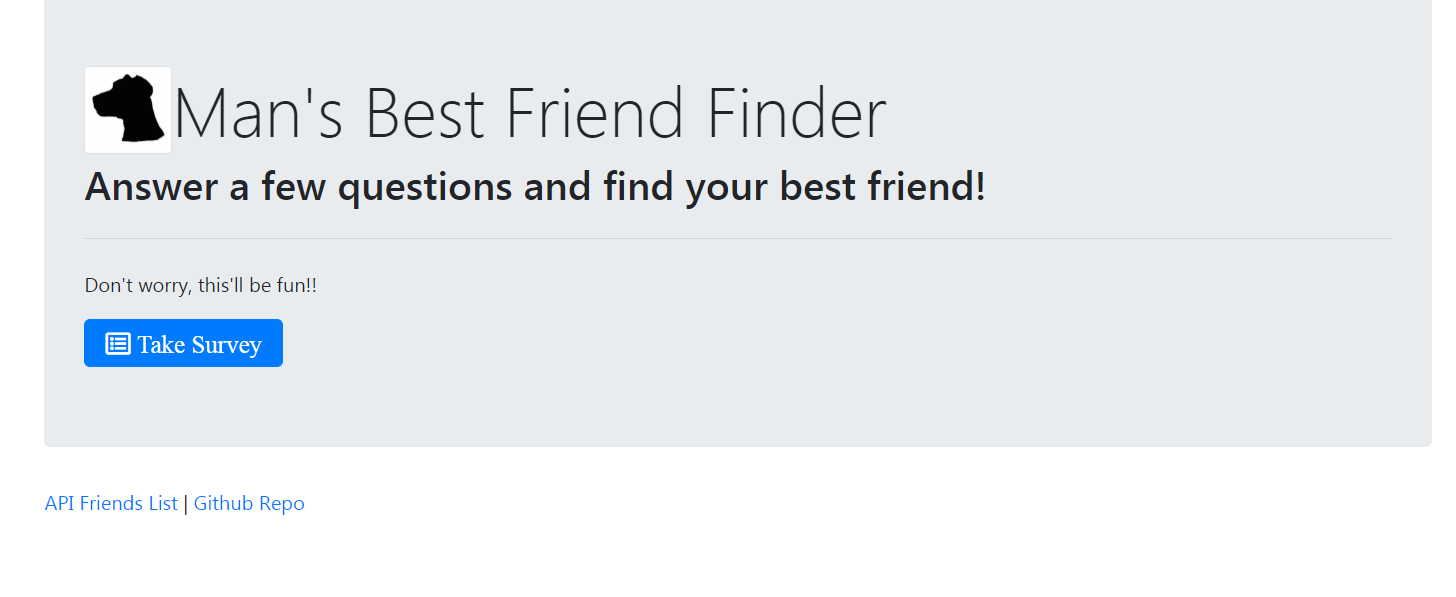 Man's Best Friend Finder
Answer a few questions and find your best friend!
Don't worry, this'll be fun!!
Take Survey
API Friends List | Github Repo